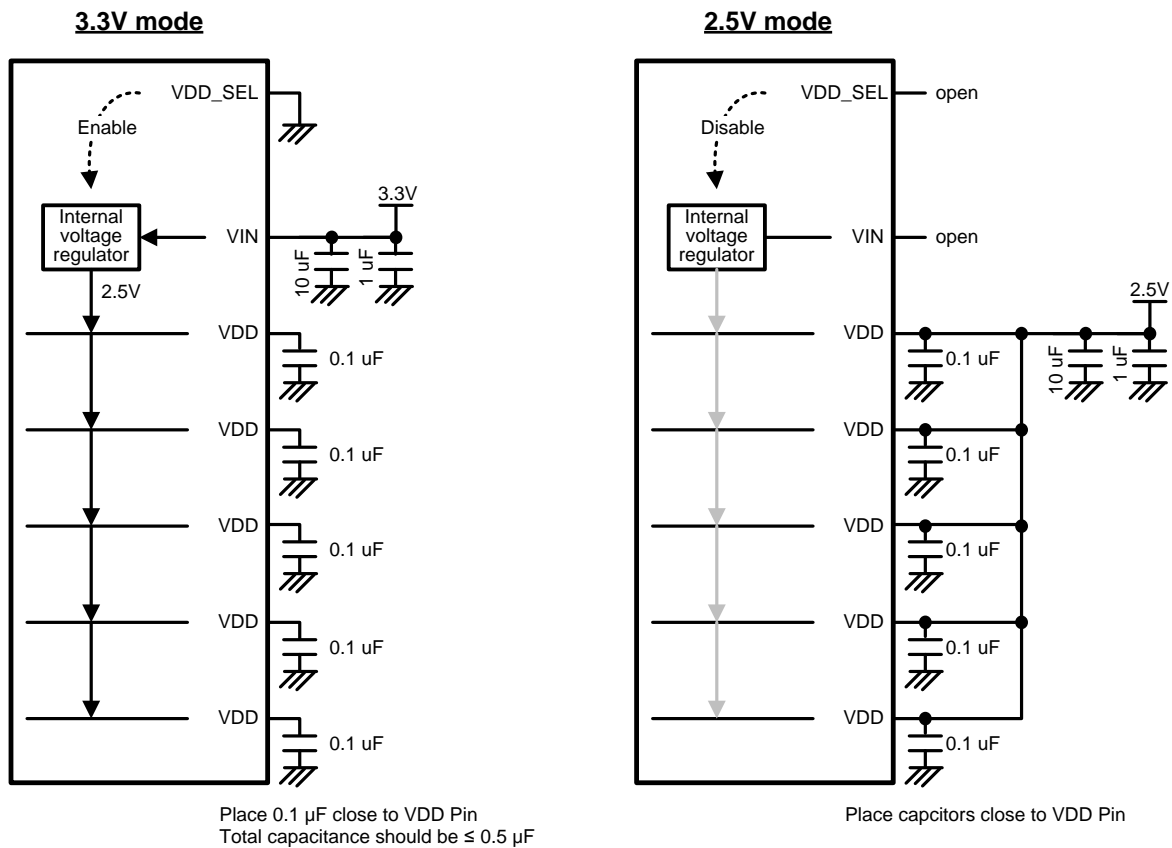 3.3V mode
VDD_SEL
Enable
3.3V
Internal
voltage
regulator
VIN
10 uF
1 uF
2.5V
VDD
0.1 uF
VDD
0.1 uF
VDD
0.1 uF
VDD
0.1 uF
VDD
0.1 uF
Place 0.1 µF close to VDD Pin
Total capacitance should be ≤ 0.5 µF
2.5V mode
VDD_SEL
open
Disable
Internal
voltage
regulator
VIN
open
2.5V
VDD
0.1 uF
10 uF
1 uF
VDD
0.1 uF
VDD
0.1 uF
VDD
0.1 uF
VDD
0.1 uF
Place capcitors close to VDD Pin